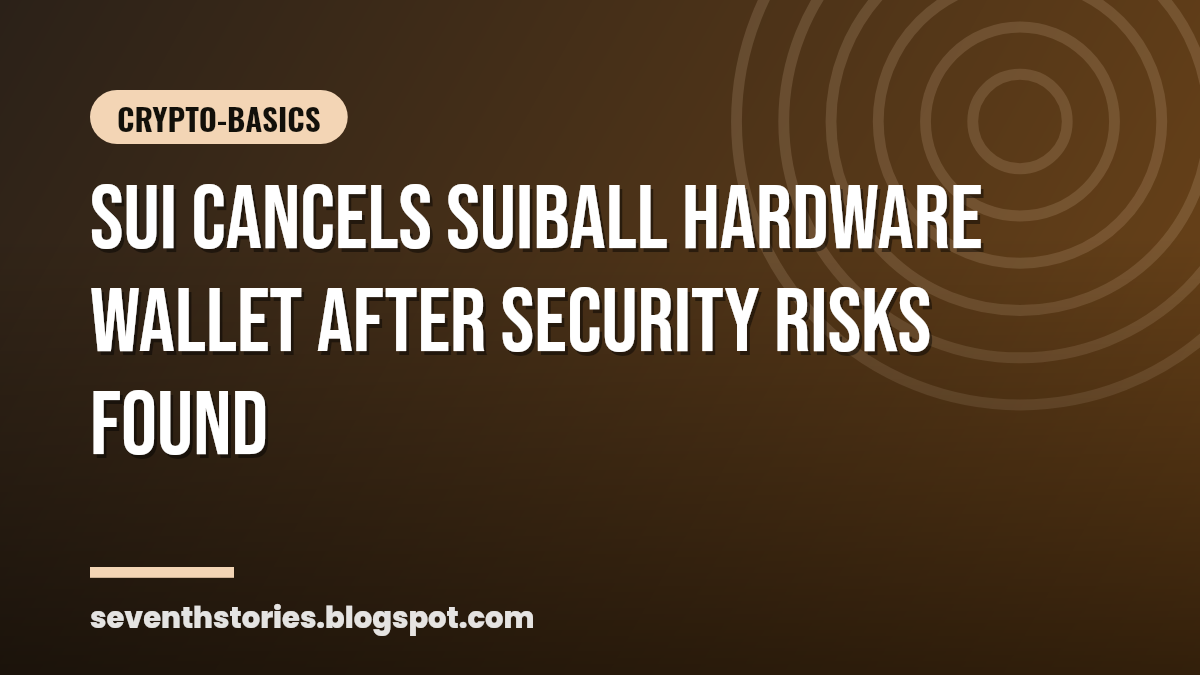 CRYPTO-BASICS
SUI CANCELS SUIBALL HARDWARE
WALLET AFTER SECURITY RISKS
FOUND
seventhstories.blogspot.com